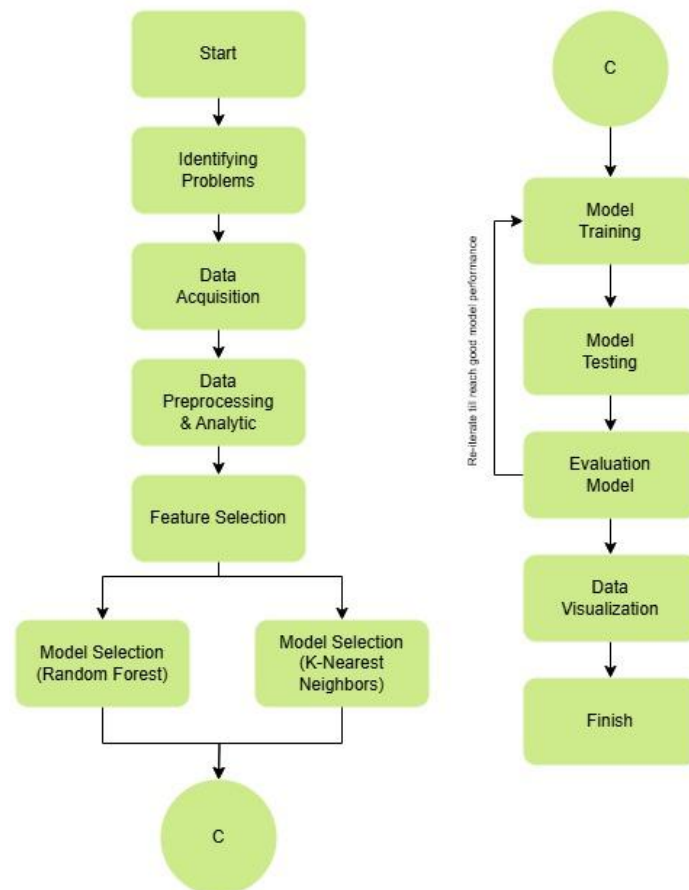 Start
Identifying
Problems
Data
Acquisition
Data
Preprocessing
& Analytic
Feature Selection
Model Selection
(Random Forest)
Model Selection
(K-Nearest
Neighbors)
C
C
Model
Training
Re-iterate till reach good model performance
Model
Testing
Evaluation
Model
Data
Visualization
Finish